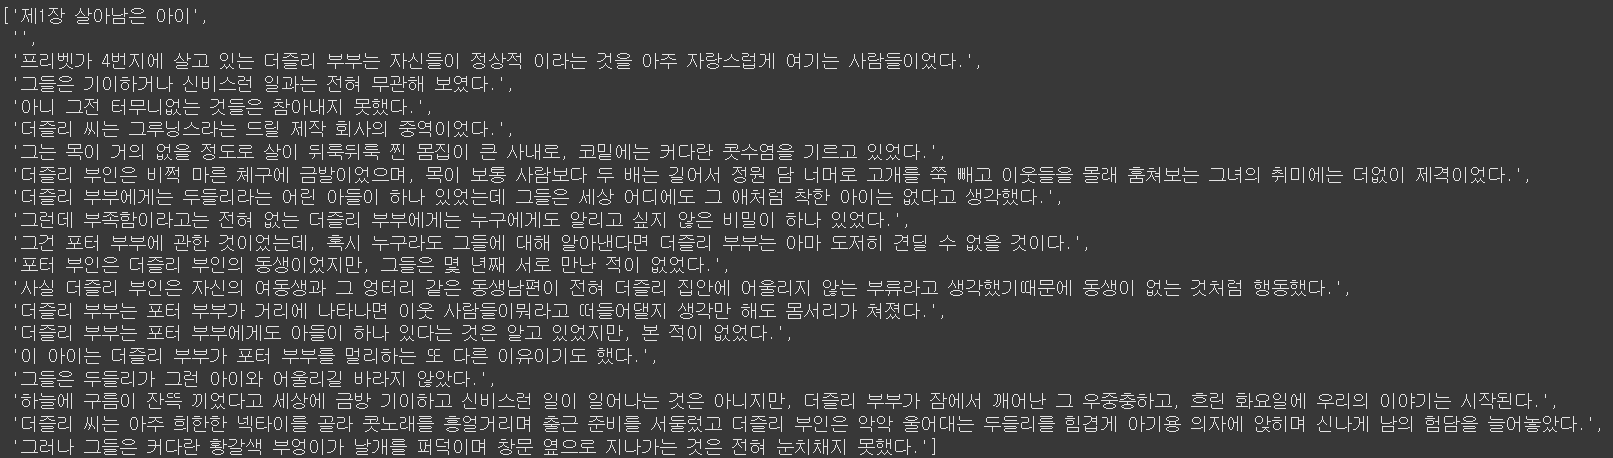 ['제1장 살아남은 아이',
'',
'프리벳가 4번지에 살고 있는 더즐리 부부는 자신들이 정상적 이라는 것을 아주 자랑스럽게 여기는 사람들이었다.',
'그들은 기이하거나 신비스런 일과는 전혀 무관해 보였다.',
'아니 그전 터무니없는 것들은 참아내지 못했다.',
'더즐리 씨는 그루닝스라는 드릴 제작 회사의 중역이었다.',
'그는 목이 거의 없을 정도로 살이 뒤룩뒤룩 찐 몸집이 큰 사내로, 코밑에는 커다란 콧수염을 기르고 있었다.',
'더즐리 부인은 비쩍 마른 체구에 금발이었으며, 목이 보통 사람보다 두 배는 길어서 정원 담 너머로 고개를 쭉 빼고 이웃들을 몰래 훔쳐보는 그녀의 취미에는 더없이 제격이었다.',
'더즐리 부부에게는 두들리라는 어린 아들이 하나 있었는데 그들은 세상 어디에도 그 애처럼 착한 아이는 없다고 생각했다.',
'그런데 부족함이라고는 전혀 없는 더즐리 부부에게는 누구에게도 알리고 싶지 않은 비밀이 하나 있었다.',
'그건 포터 부부에 관한 것이었는데, 혹시 누구라도 그들에 대해 알아낸다면 더즐리 부부는 아마 도저히 견딜 수 없을 것이다.',
'포터 부인은 더즐리 부인의 동생이었지만, 그들은 몇 년째 서로 만난 적이 없었다.',
'사실 더즐리 부인은 자신의 여동생과 그 엉터리 같은 동생남편이 전혀 더즐리 집안에 어울리지 않는 부류라고 생각했기때문에 동생이 없는 것처럼 행동했다.',
'더즐리 부부는 포터 부부가 거리에 나타나면 이웃 사람들이뭐라고 떠들어댈지 생각만 해도 몸서리가 쳐졌다.',
'더즐리 부부는 포터 부부에게도 아들이 하나 있다는 것은 알고 있었지만, 본 적이 없었다.',
'이 아이는 더즐리 부부가 포터 부부를 멀리하는 또 다른 이유이기도 했다.',
'그들은 두들리가 그런 아이와 어울리길 바라지 않았다.',
'하늘에 구름이 잔뜩 끼었다고 세상에 금방 기이하고 신비스런 일이 일어나는 것은 아니지만, 더즐리 부부가 잠에서 깨어난 그 우중충하고, 흐린 화요일에 우리의 이야기는 시작된다.',
'더즐리 씨는 아주 희한한 넥타이를 골라 콧노래를 흥얼거리며 출근 준비를 서둘렀고 더즐리 부인은 악악 울어대는 두들리를 힘겹게 아기용 의자에 앉히며 신나게 남의 험담을 늘어놓았다.',
'그러나 그들은 커다란 황갈색 부엉이가 날개를 퍼덕이며 창문 옆으로 지나가는 것은 전혀 눈치채지 못했다.']